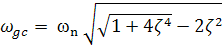 ω_gc = ω_n √(√(1 + 4ζ⁴) − 2ζ²)